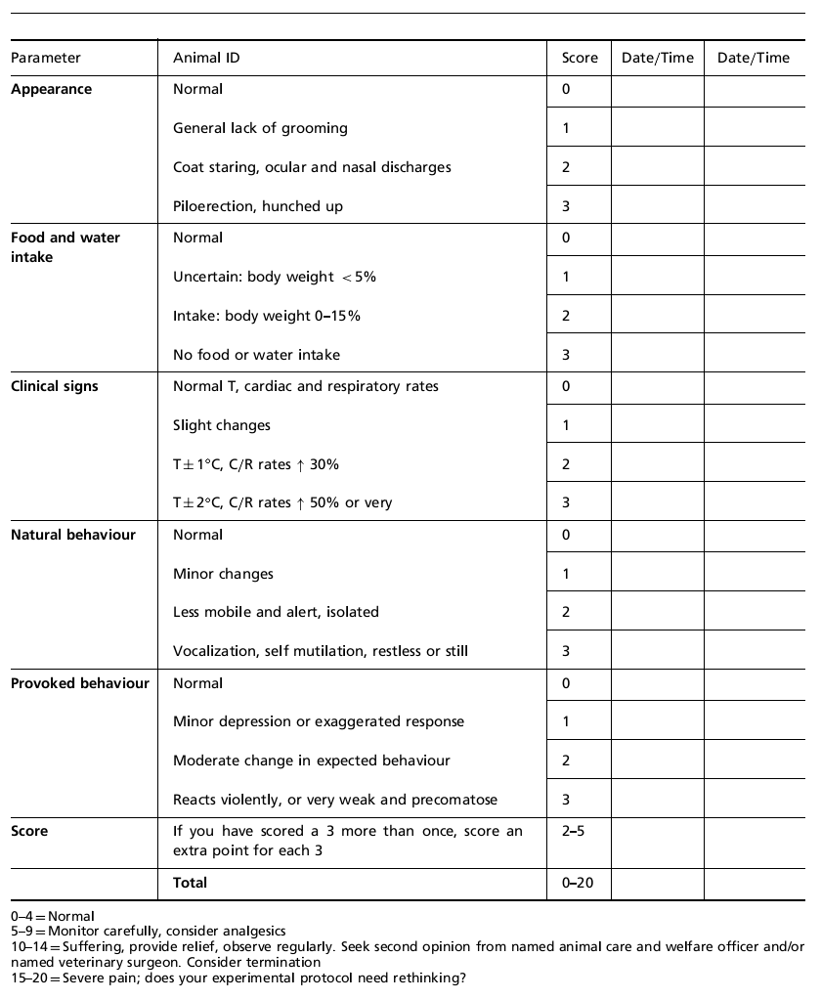 Parameter Animal ID Score Date/Time Date/Time
Appearance Normal 0
General lack of grooming 1
Coat staring, ocular and nasal discharges 2
Piloerection, hunched up 3
Food and water Normal 0
intake
Uncertain: body weight <5% 1
Intake: body weight 0–15% 2
No food or water intake 3
Clinical signs Normal T, cardiac and respiratory rates 0
Slight changes 1
T±1°C, C/R rates ↑ 30% 2
T±2°C, C/R rates ↑ 50% or very 3
Natural behaviour Normal 0
Minor changes 1
Less mobile and alert, isolated 2
Vocalization, self mutilation, restless or still 3
Provoked behaviour Normal 0
Minor depression or exaggerated response 1
Moderate change in expected behaviour 2
Reacts violently, or very weak and precomatose 3
Score If you have scored a 3 more than once, score an 2–5
extra point for each 3
Total 0–20
0–4=Normal
5–9=Monitor carefully, consider analgesics
10–14=Suffering, provide relief, observe regularly. Seek second opinion from named animal care and welfare officer and/or
named veterinary surgeon. Consider termination
15–20=Severe pain; does your experimental protocol need rethinking?